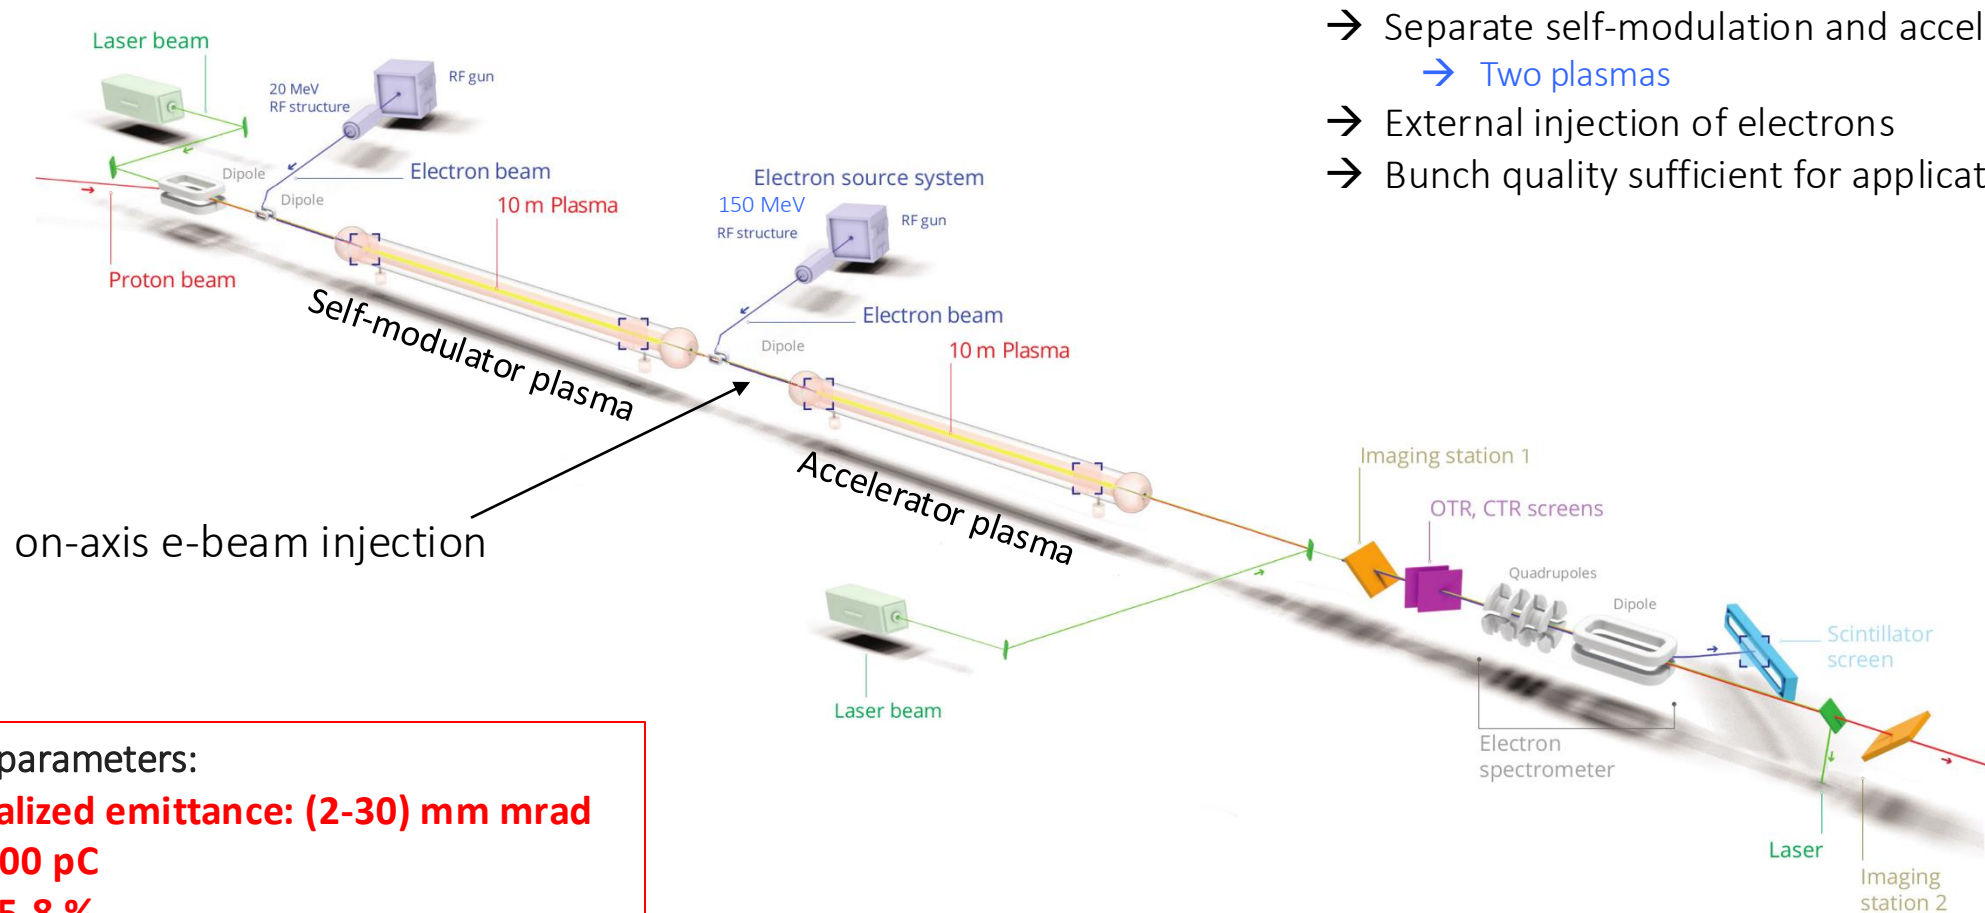 → Separate self-modulation and accel
→ Two plasmas
→ External injection of electrons
→ Bunch quality sufficient for applicat
Laser beam
20 MeV
RF structure
RF gun
Dipole
Dipole
Electron beam
10 m Plasma
Proton beam
Self-modulator plasma
Electron source system
150 MeV
RF structure
RF gun
Electron beam
Dipole
10 m Plasma
Accelerator plasma
on-axis e-beam injection
Laser beam
Imaging station 1
OTR, CTR screens
Quadrupoles
Dipole
Scintillator
screen
Electron
spectrometer
Laser
Imaging
station 2
parameters:
alized emittance: (2-30) mm mrad
00 pC
5-8 %